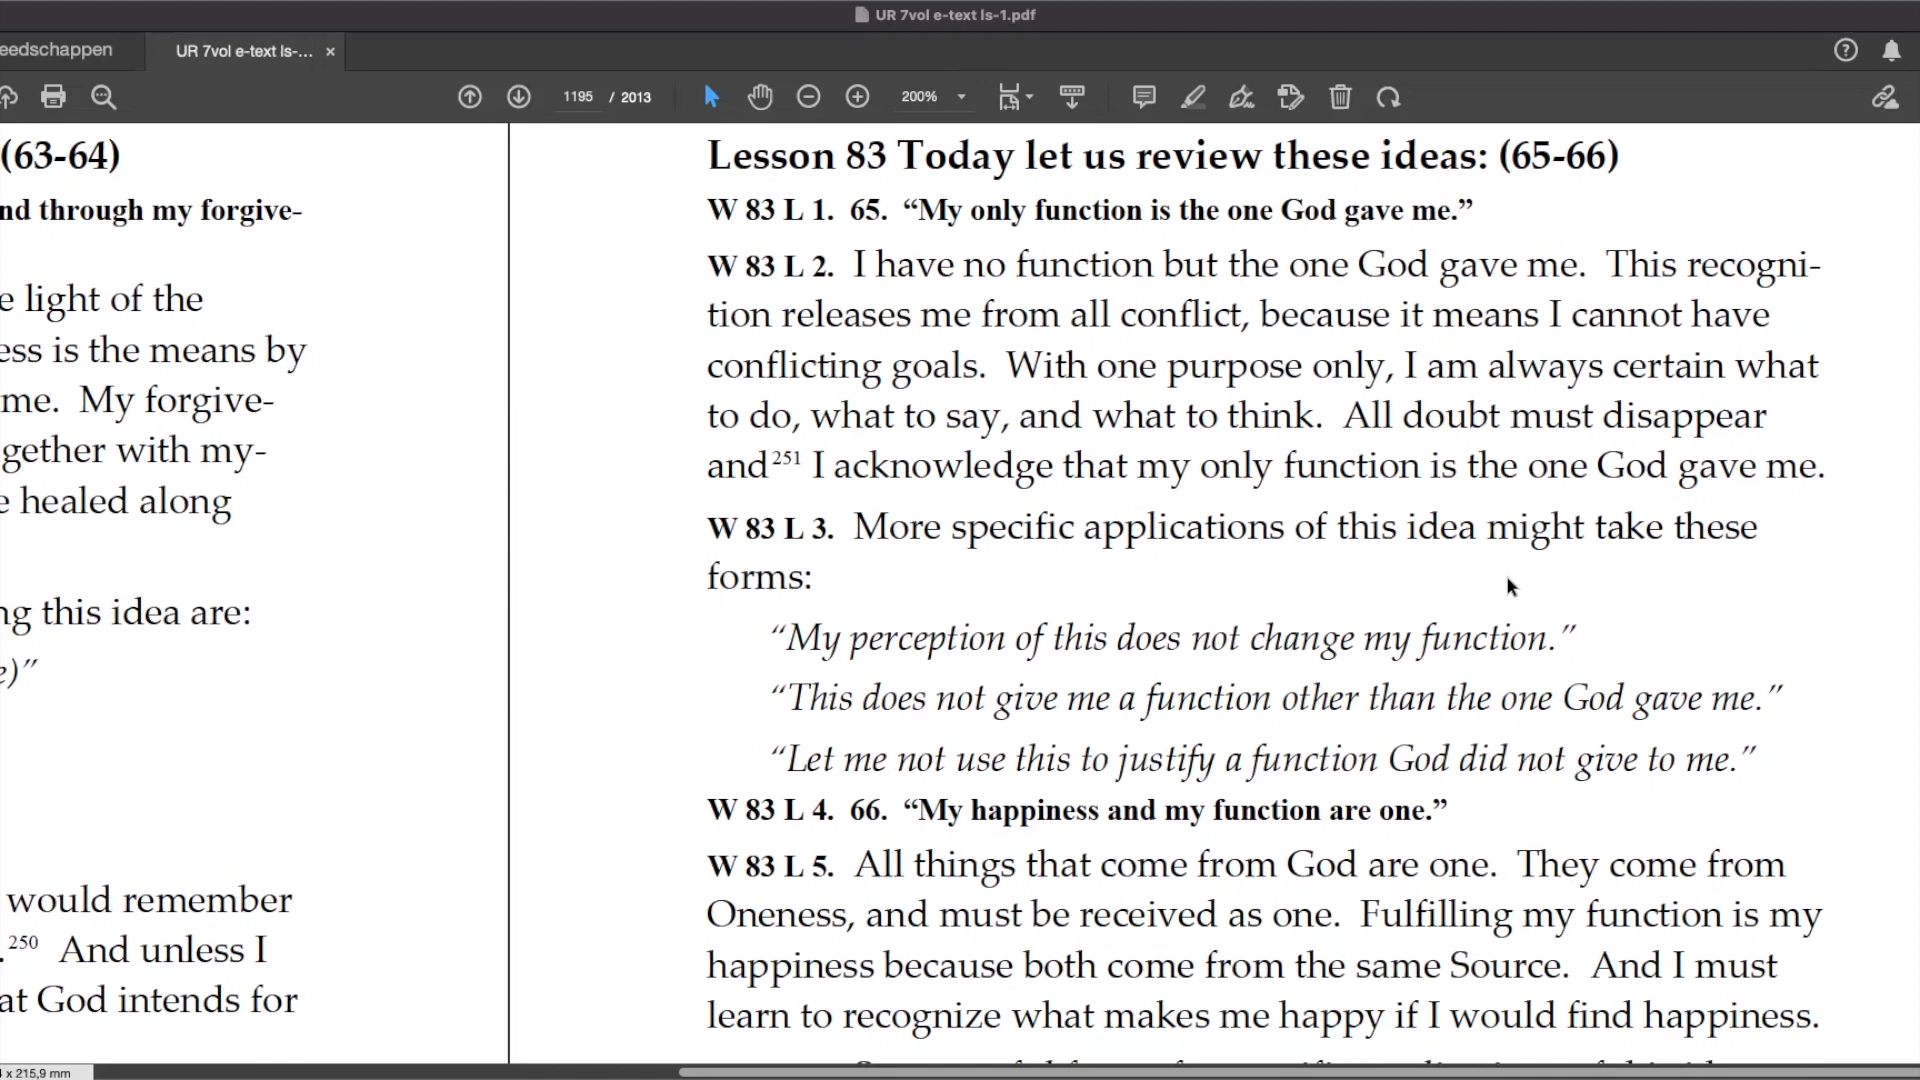 UR 7vol e-text ls-1.pdf
eedschappen
UR 7vol e-text ls-... ×
1195 / 2013
200%
(63-64)
nd through my forgive-
e light of the
ess is the means by
me. My forgive-
gether with my-
e healed along
ng this idea are:
e)”
would remember
.250 And unless I
at God intends for
Lesson 83 Today let us review these ideas: (65-66)
W 83 L 1. 65. “My only function is the one God gave me.”
W 83 L 2. I have no function but the one God gave me. This recogni-
tion releases me from all conflict, because it means I cannot have
conflicting goals. With one purpose only, I am always certain what
to do, what to say, and what to think. All doubt must disappear
and251 I acknowledge that my only function is the one God gave me.
W 83 L 3. More specific applications of this idea might take these
forms:
“My perception of this does not change my function.”
“This does not give me a function other than the one God gave me.”
“Let me not use this to justify a function God did not give to me.”
W 83 L 4. 66. “My happiness and my function are one.”
W 83 L 5. All things that come from God are one. They come from
Oneness, and must be received as one. Fulfilling my function is my
happiness because both come from the same Source. And I must
learn to recognize what makes me happy if I would find happiness.
x 215,9 mm